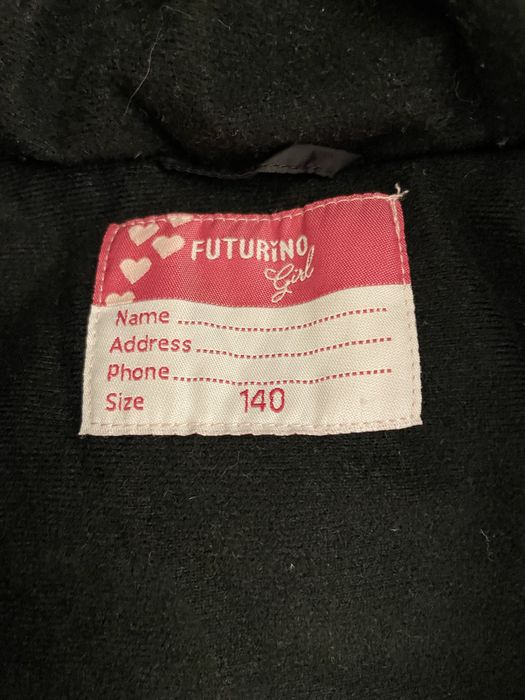 FUTURiNO
Girl
Name ..............................
Address..............................
Phone..............................
Size 140